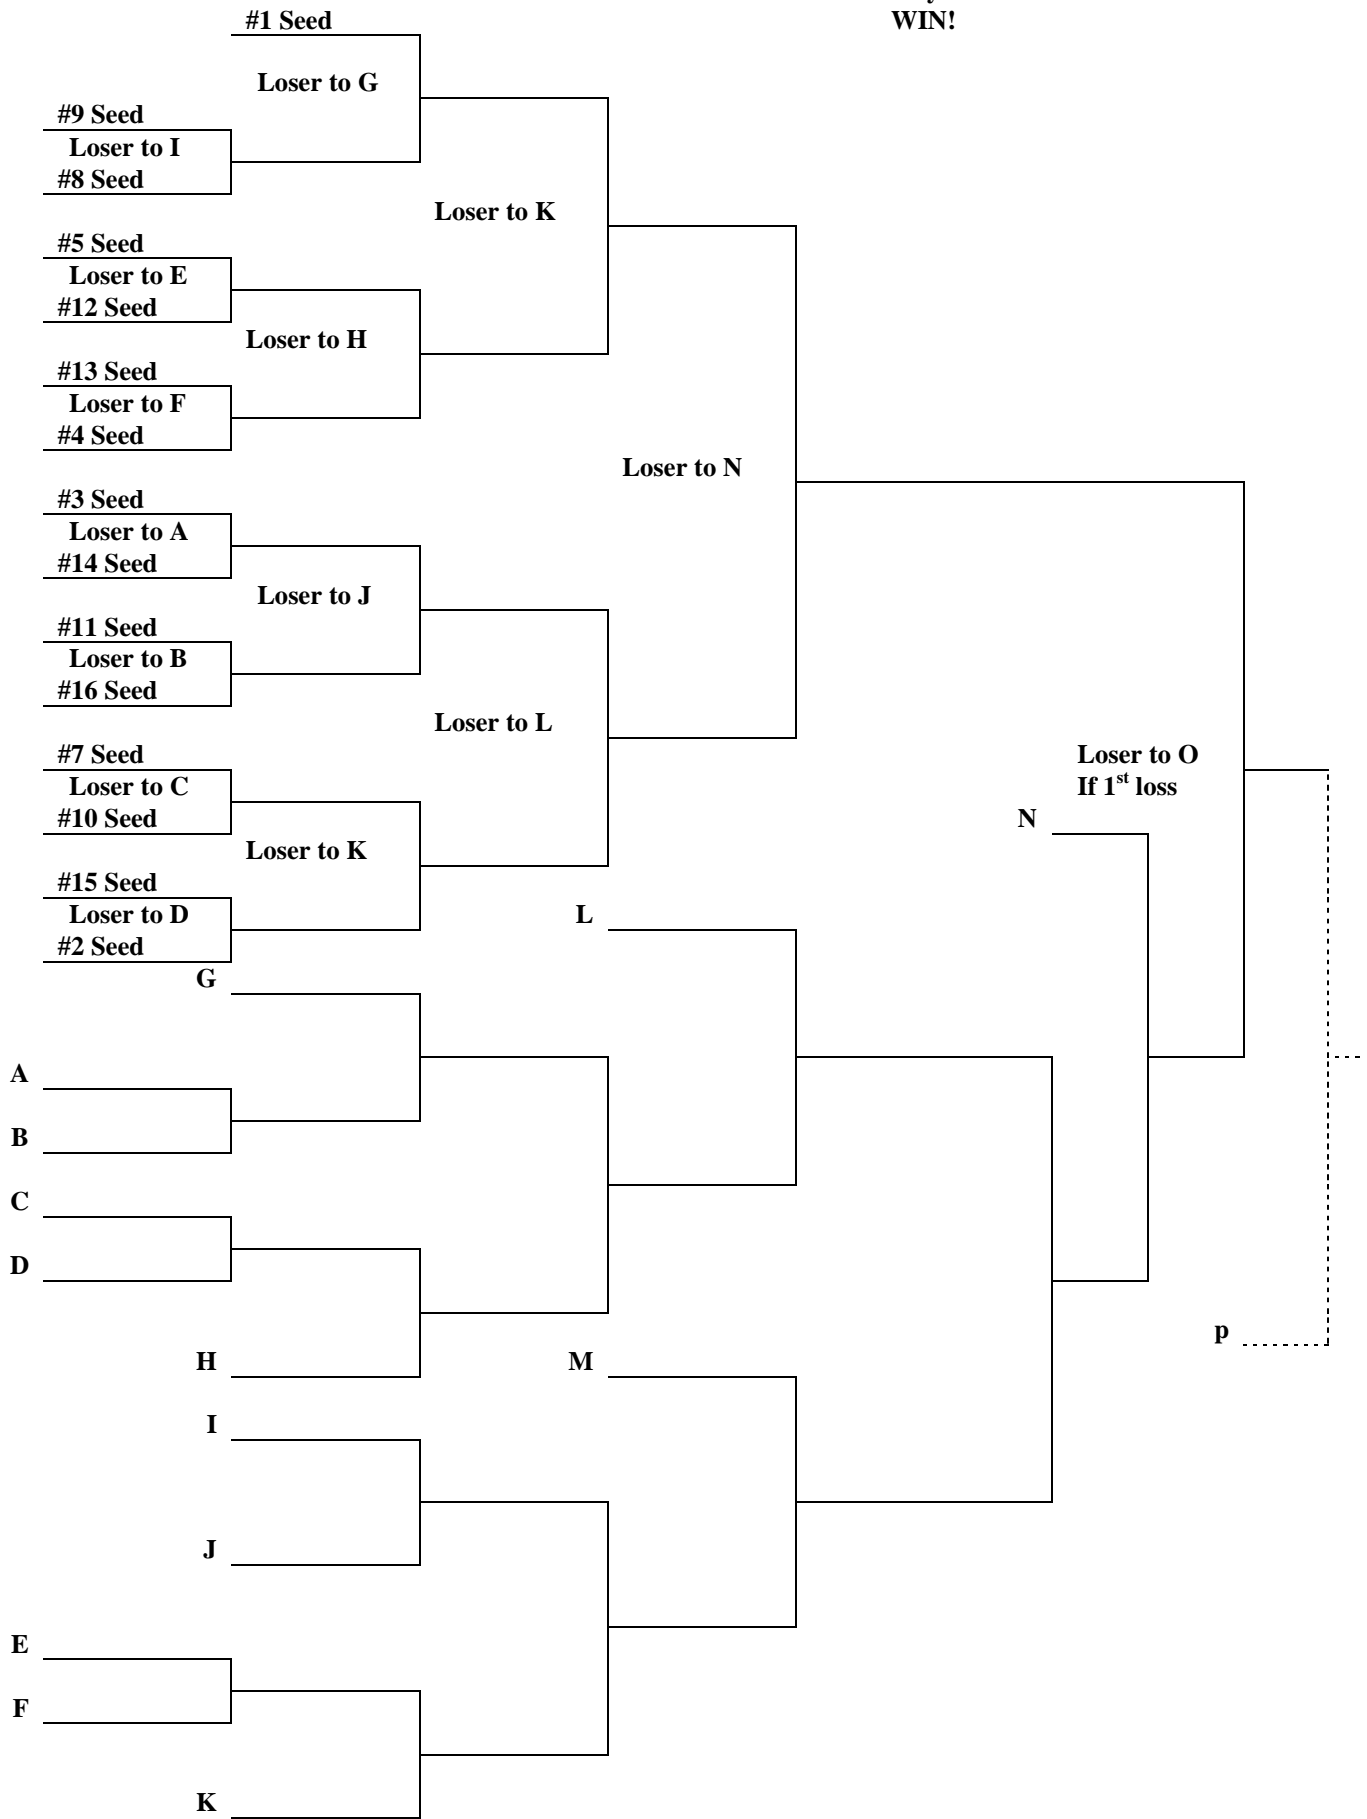 WIN!
#1 Seed
Loser to G
#9 Seed
Loser to I
#8 Seed
Loser to K
#5 Seed
Loser to E
#12 Seed
Loser to H
#13 Seed
Loser to F
#4 Seed
Loser to N
#3 Seed
Loser to A
#14 Seed
Loser to J
#11 Seed
Loser to B
#16 Seed
Loser to L
#7 Seed
Loser to C
#10 Seed
Loser to K
#15 Seed
Loser to D
#2 Seed
Loser to O
If 1st loss
N
L
G
A
B
C
D
H
M
p
I
J
E
F
K